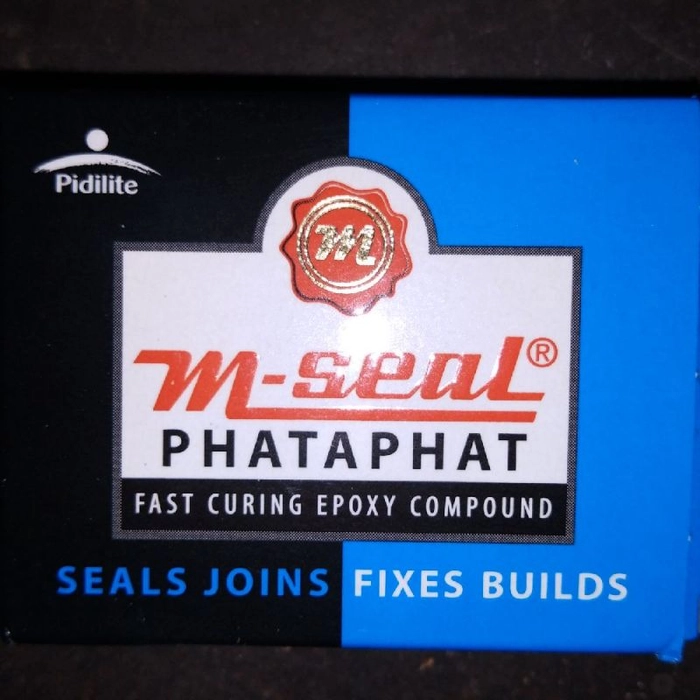 Pidilite
m
m-seal®
PHATAPHAT
FAST CURING EPOXY COMPOUND
SEALS JOINS FIXES BUILDS